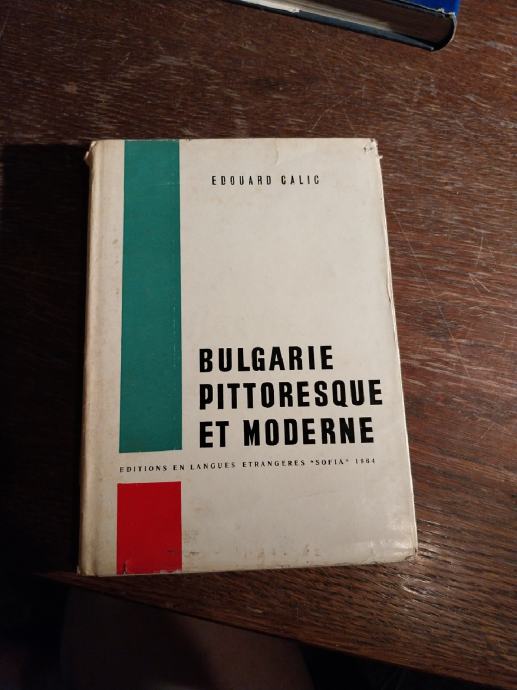 EDOUARD CALIC
BULGARIE
PITTORESQUE
ET MODERNE
EDITIONS EN LANGUES ETRANGERES "SOFIA" 1964